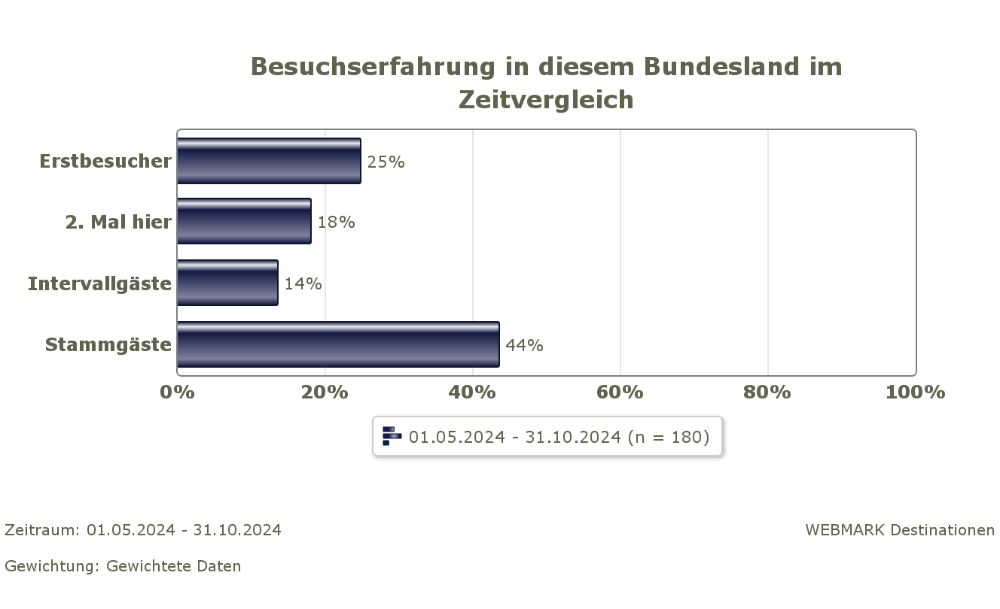 Besuchserfahrung in diesem Bundesland im
Zeitvergleich
Erstbesucher
25%
2. Mal hier
18%
Intervallgäste
14%
Stammgäste
44%
0% 20% 40% 60% 80% 100%
01.05.2024 - 31.10.2024 (n = 180)
Zeitraum: 01.05.2024 - 31.10.2024
WEBMARK Destinationen
Gewichtung: Gewichtete Daten